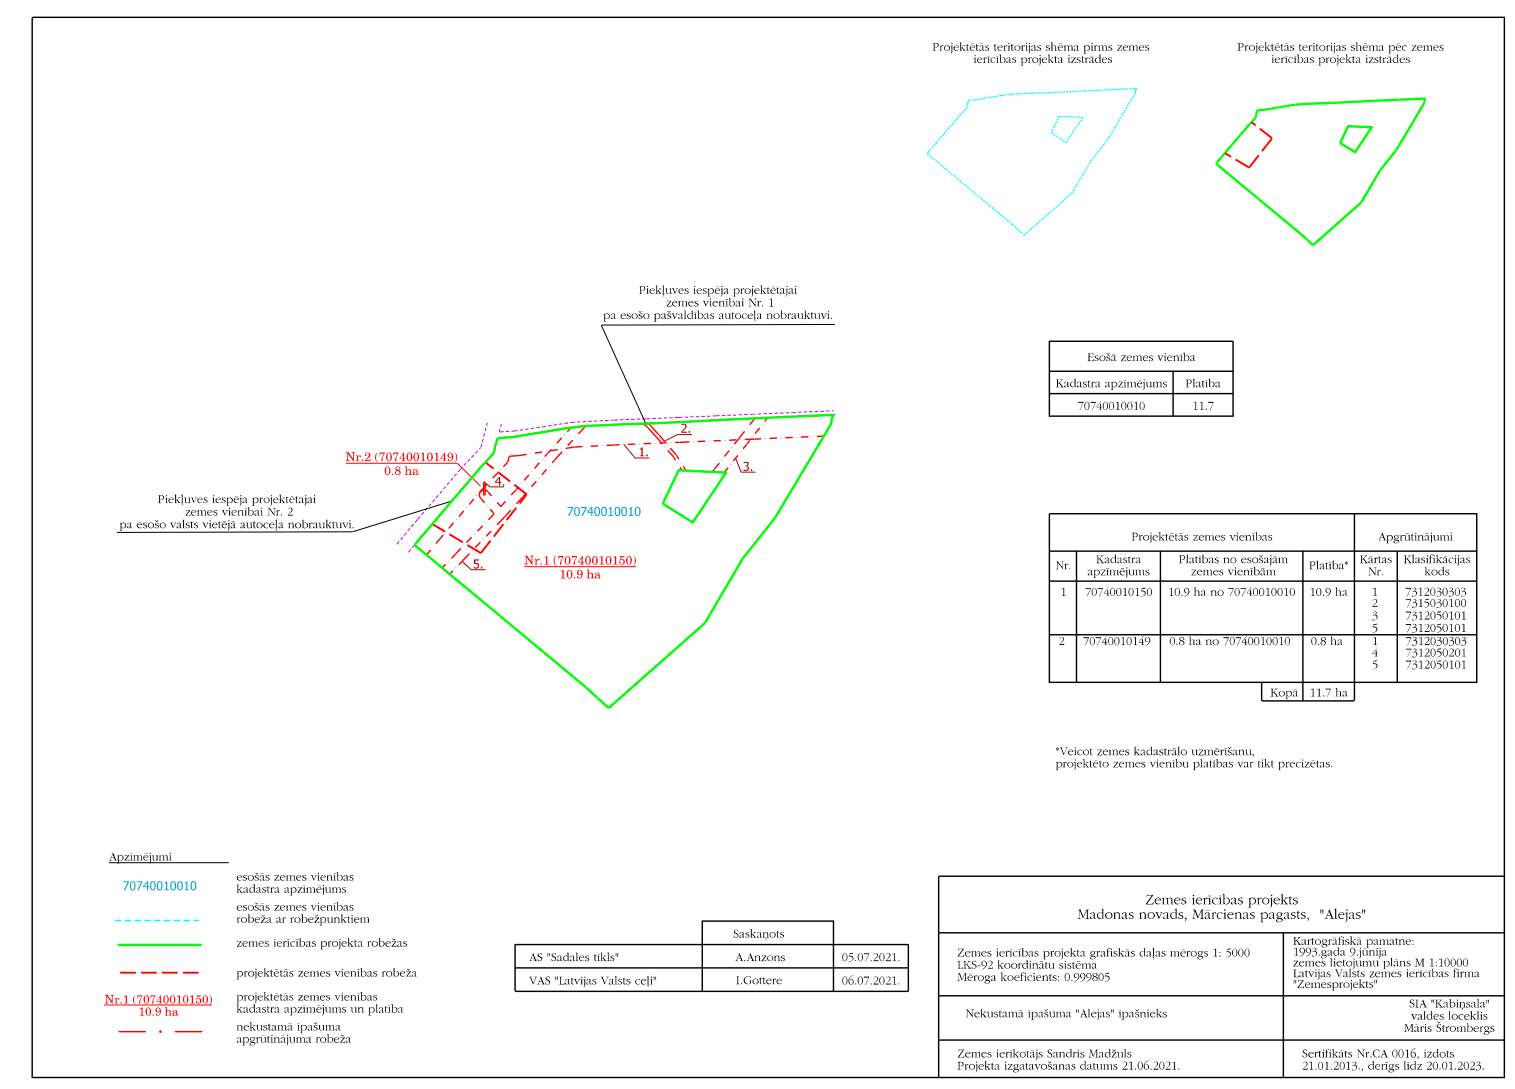 Projektētās teritorijas shēma pirms zemes
ierīcības projekta izstrādes
Projektētās teritorijas shēma pēc zemes
ierīcības projekta izstrādes
Piekļuves iespēja projektētajai
zemes vienībai Nr. 1
pa esošo pašvaldības autoceļa nobrauktuvi.
Esošā zemes vienība
Kadastra apzīmējums Platība
70740010010 11.7
2.
1.
3.
Nr.2 (70740010149)
0.8 ha
4.
Piekļuves iespēja projektētajai
zemes vienībai Nr. 2
pa esošo valsts vietējā autoceļa nobrauktuvi.
70740010010
5.
Nr.1 (70740010150)
10.9 ha
Projektētās zemes vienības Apgrūtinājumi
Nr. Kadastra apzīmējums Platības no esošajām zemes vienībām Platība* Kārtas Nr. Klasifikācijas kods
1 70740010150 10.9 ha no 70740010010 10.9 ha 1 7312030303
2 7315030100
3 7312050101
5 7312050101
2 70740010149 0.8 ha no 70740010010 0.8 ha 1 7312030303
4 7312050201
5 7312050101
Kopā 11.7 ha
*Veicot zemes kadastrālo uzmērīšanu,
projektēto zemes vienību platības var tikt precizētas.
Apzīmējumi
70740010010 esošās zemes vienības
kadastra apzīmējums
esošās zemes vienības
robeža ar robežpunktiem
zemes ierīcības projekta robežas
projektētās zemes vienības robeža
Nr.1 (70740010150)
10.9 ha
projektētās zemes vienības
kadastra apzīmējums un platība
nekustamā īpašuma
apgrūtinājuma robeža
Saskaņots
AS "Sadales tīkls" A.Anzons 05.07.2021.
VAS "Latvijas Valsts ceļi" I.Gottere 06.07.2021.
Zemes ierīcības projekts
Madonas novads, Mārcienas pagasts, "Alejas"
Zemes ierīcības projekta grafiskās daļas mērogs 1: 5000
LKS-92 koordinātu sistēma
Mēroga koeficients: 0.999805
Kartogrāfiskā pamatne:
1993.gada 9.jūnija
zemes lietojumu plāns M 1:10000
Latvijas Valsts zemes ierīcības firma
"Zemesprojekts"
Nekustamā īpašuma "Alejas" īpašnieks
SIA "Kabiņsala"
valdes loceklis
Māris Štrombergs
Zemes ierīkotājs Sandris Madžuls
Projekta izgatavošanas datums 21.06.2021.
Sertifikāts Nr.CA 0016, izdots
21.01.2013., derīgs līdz 20.01.2023.